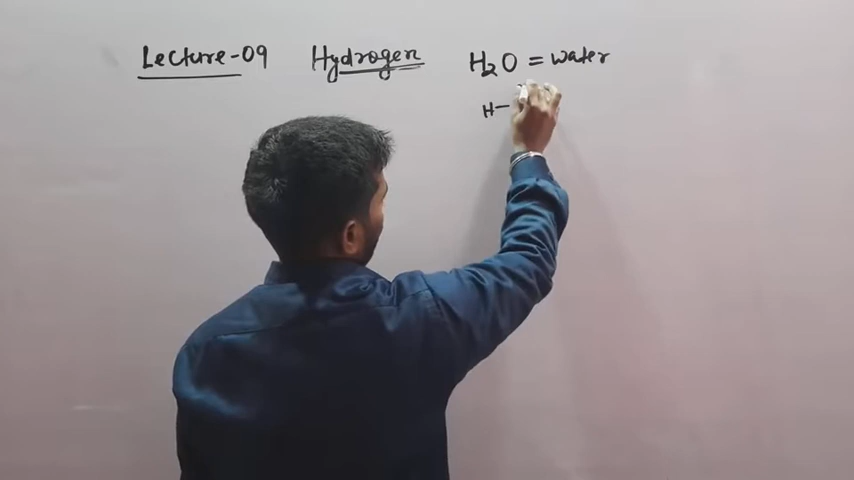 Lecture-09 Hydrogen H₂O = water
H-